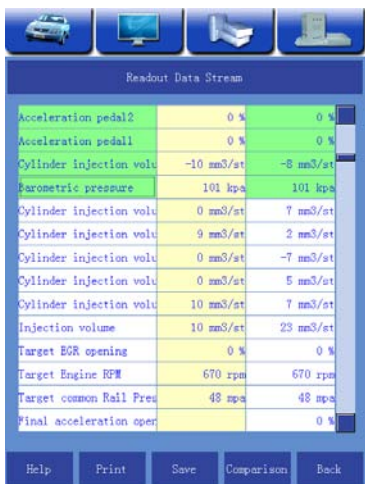 Readout Data Stream
Acceleration pedal2 0 % 0 %
Acceleration pedal1 0 % 0 %
Cylinder injection volu -10 mm3/st -8 mm3/st
Barometric pressure 101 kpa 101 kpa
Cylinder injection volu 0 mm3/st 7 mm3/st
Cylinder injection volu 9 mm3/st 2 mm3/st
Cylinder injection volu 0 mm3/st -7 mm3/st
Cylinder injection volu 0 mm3/st 5 mm3/st
Cylinder injection volu 10 mm3/st 7 mm3/st
Injection volume 10 mm3/st 23 mm3/st
Target EGR opening 0 % 0 %
Target Engine RPM 670 rpm 670 rpm
Target common Rail Pres 48 mpa 48 mpa
Final acceleration oper 0 %
Help Print Save Comparison Back